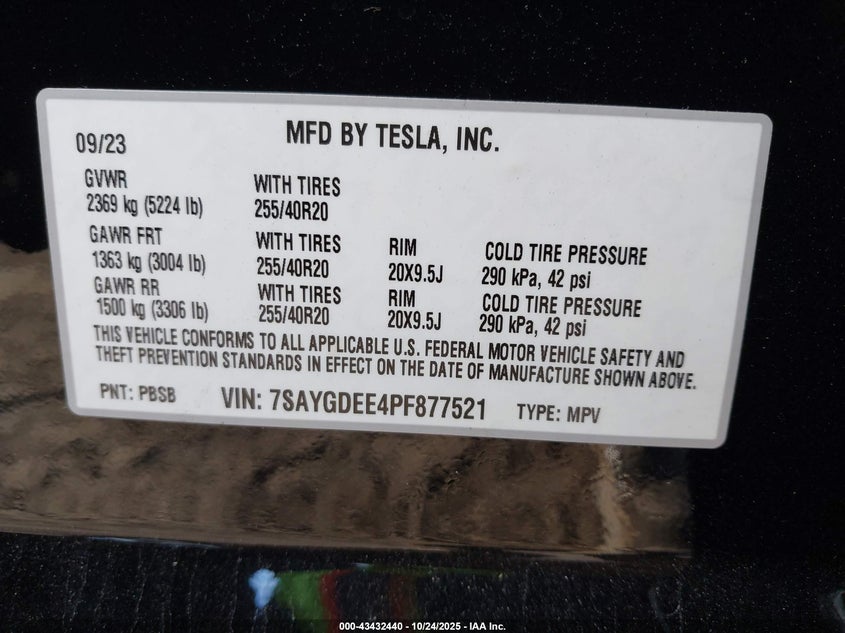 09/23 MFD BY TESLA, INC.
GVWR WITH TIRES
2369 kg (5224 lb) 255/40R20
GAWR FRT WITH TIRES RIM COLD TIRE PRESSURE
1363 kg (3004 lb) 255/40R20 20X9.5J 290 kPa, 42 psi
GAWR RR WITH TIRES RIM COLD TIRE PRESSURE
1500 kg (3306 lb) 255/40R20 20X9.5J 290 kPa, 42 psi
THIS VEHICLE CONFORMS TO ALL APPLICABLE U.S. FEDERAL MOTOR VEHICLE SAFETY AND
THEFT PREVENTION STANDARDS IN EFFECT ON THE DATE OF MANUFACTURE SHOWN ABOVE.
PNT: PBSB VIN: 7SAYGDEE4PF877521 TYPE: MPV
000-43432440 - 10/24/2025 - IAA Inc.